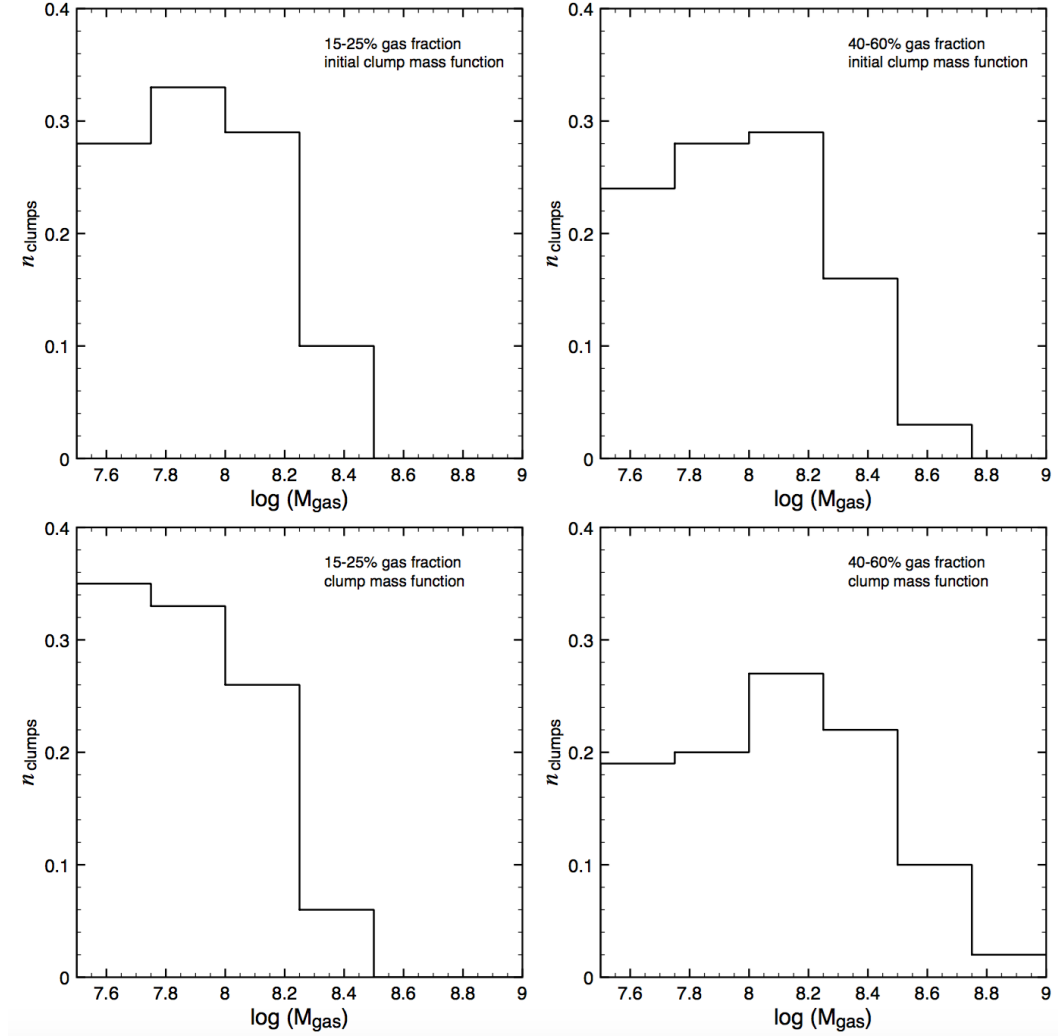 0.4
15-25% gas fraction
initial clump mass function
0.3
0.2
0.1
0
n clumps
7.6 7.8 8 8.2 8.4 8.6 8.8 9
log (Mgas)
0.4
40-60% gas fraction
initial clump mass function
0.3
0.2
0.1
0
n clumps
7.6 7.8 8 8.2 8.4 8.6 8.8 9
log (Mgas)
0.4
15-25% gas fraction
clump mass function
0.3
0.2
0.1
0
n clumps
7.6 7.8 8 8.2 8.4 8.6 8.8 9
log (Mgas)
0.4
40-60% gas fraction
clump mass function
0.3
0.2
0.1
0
n clumps
7.6 7.8 8 8.2 8.4 8.6 8.8 9
log (Mgas)